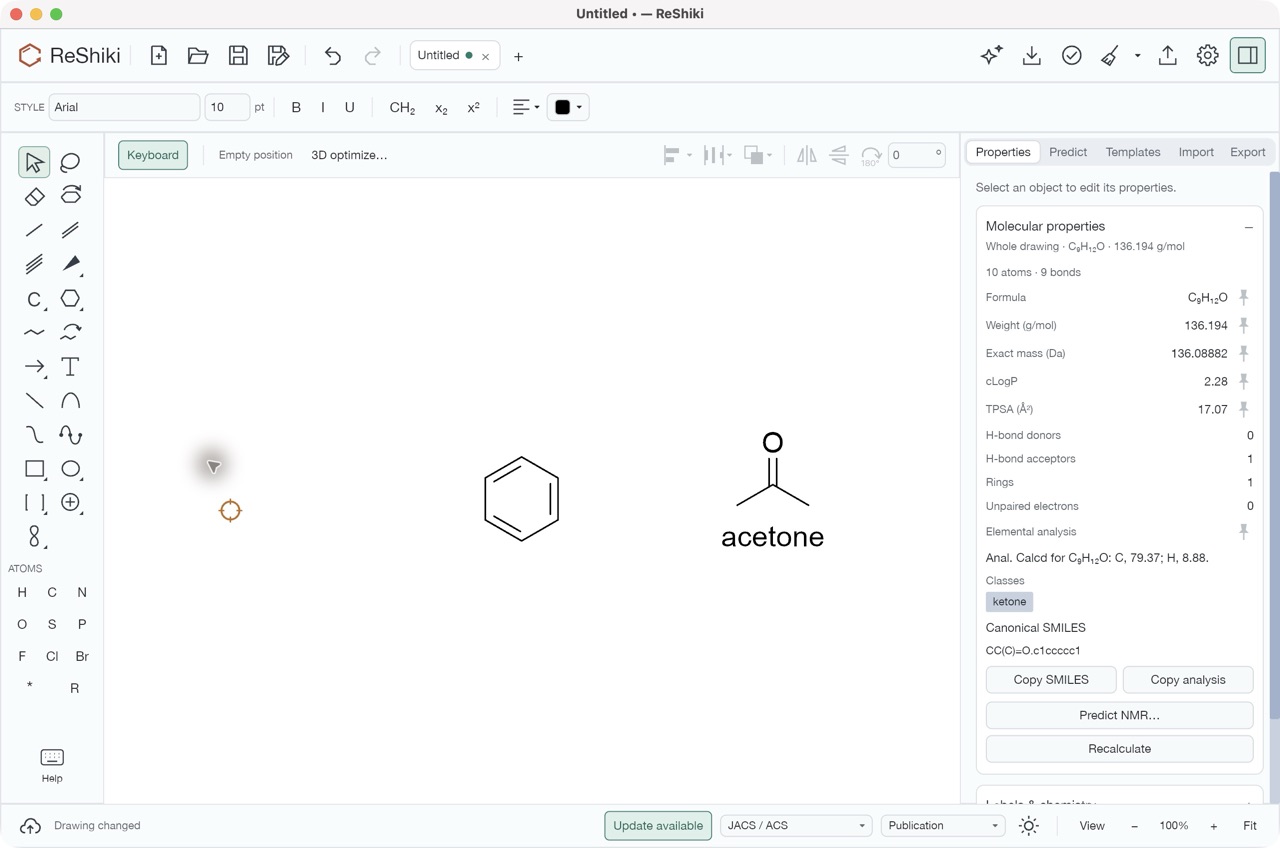 Untitled • — ReShiki
ReShiki
Untitled
STYLE Arial 10 pt B I U CH₂ x₂ x²
Keyboard Empty position 3D optimize... 180° 0 °
Properties Predict Templates Import Export
Select an object to edit its properties.
Molecular properties
Whole drawing · C₉H₁₂O · 136.194 g/mol
10 atoms · 9 bonds
Formula C₉H₁₂O
Weight (g/mol) 136.194
Exact mass (Da) 136.08882
cLogP 2.28
TPSA (Å²) 17.07
H-bond donors 0
H-bond acceptors 1
Rings 1
Unpaired electrons 0
Elemental analysis
Anal. Calcd for C₉H₁₂O: C, 79.37; H, 8.88.
Classes
ketone
Canonical SMILES
CC(C)=O.c1ccccc1
Copy SMILES Copy analysis
Predict NMR...
Recalculate
O
acetone
C
T
ATOMS
H C N
O S P
F Cl Br
* R
Help
Drawing changed Update available JACS / ACS Publication View − 100% + Fit